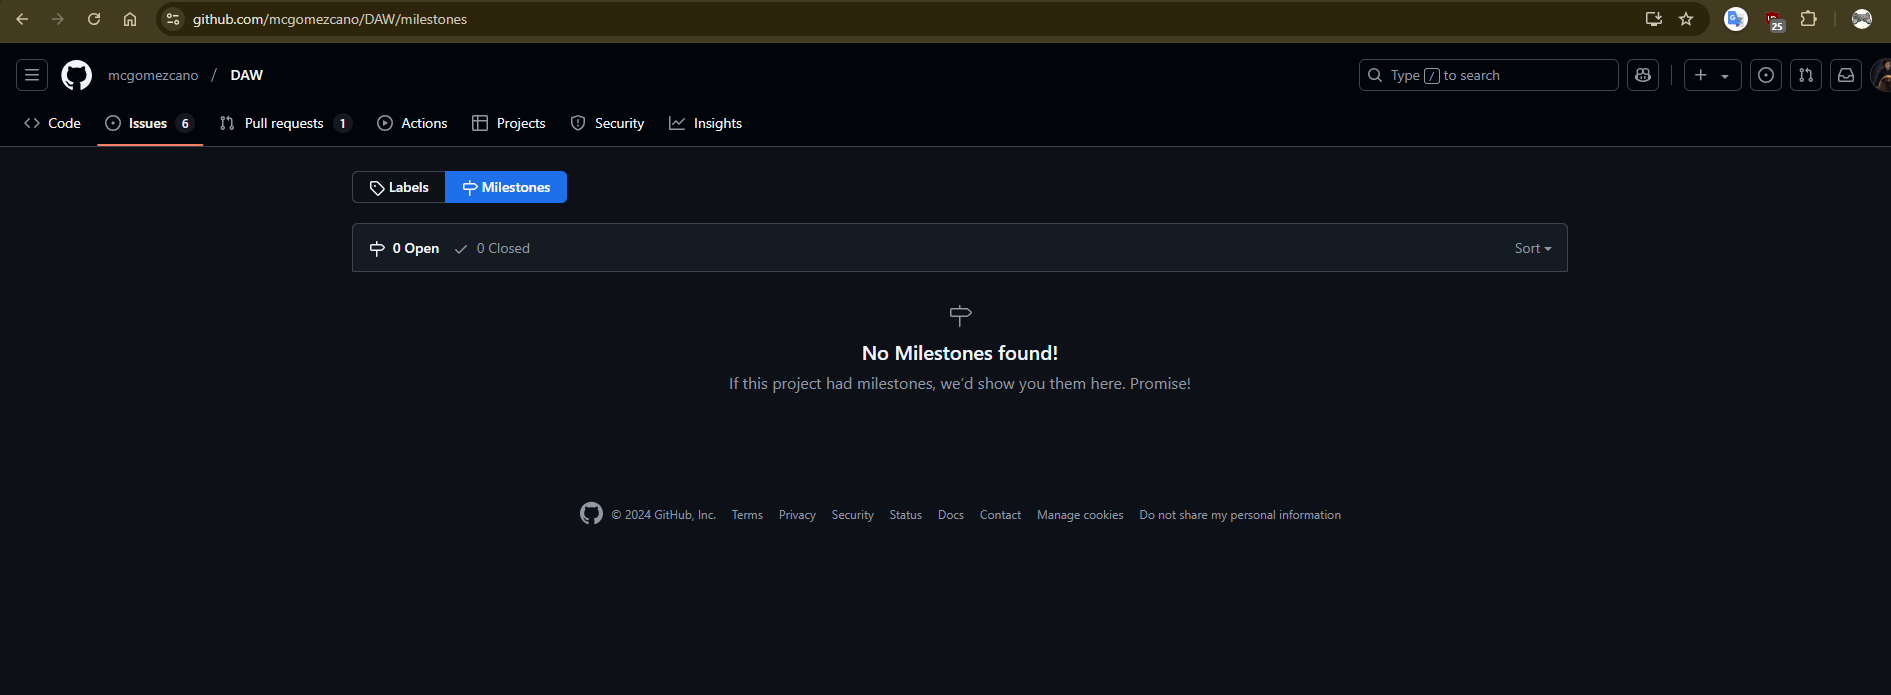 github.com/mcgomezcano/DAW/milestones
25
mcgomezcano / DAW
Type / to search
Code
Issues 6
Pull requests 1
Actions
Projects
Security
Insights
Labels
Milestones
0 Open
0 Closed
Sort
No Milestones found!
If this project had milestones, we’d show you them here. Promise!
© 2024 GitHub, Inc.
Terms
Privacy
Security
Status
Docs
Contact
Manage cookies
Do not share my personal information